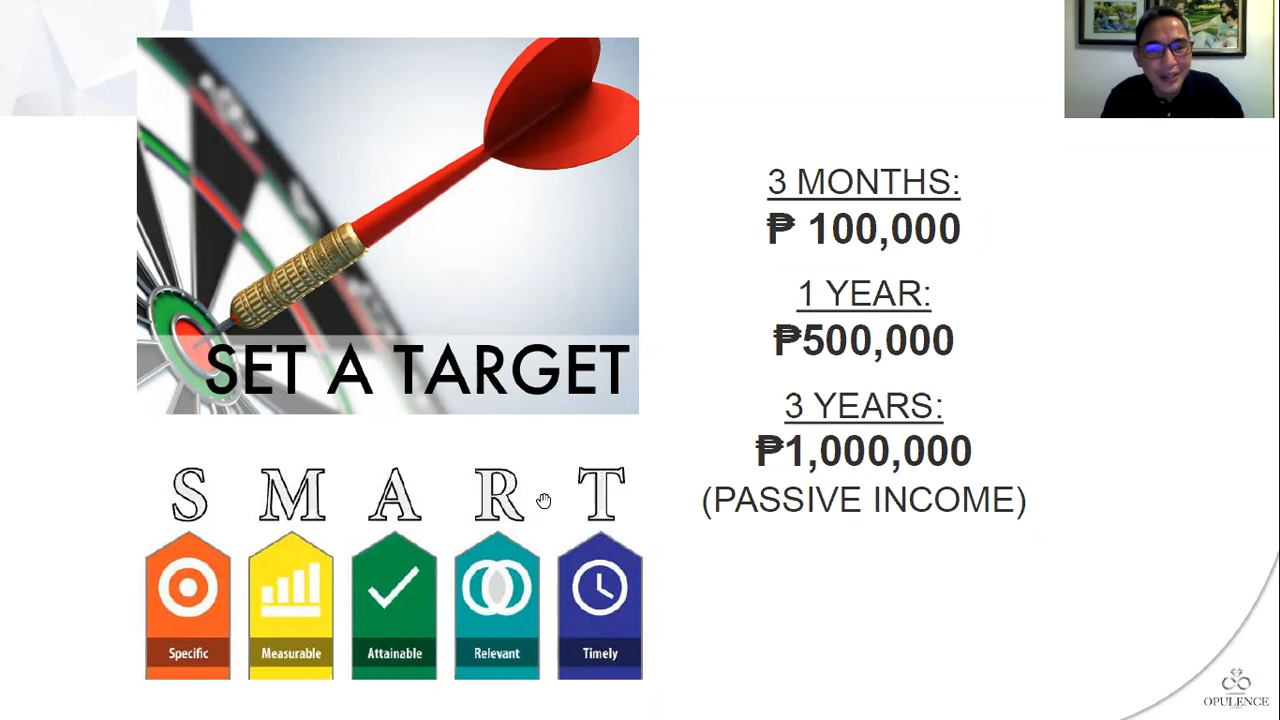 SET A TARGET
S M A R T
Specific Measurable Attainable Relevant Timely
3 MONTHS:
₱ 100,000
1 YEAR:
₱500,000
3 YEARS:
₱1,000,000
(PASSIVE INCOME)
OPULENCE